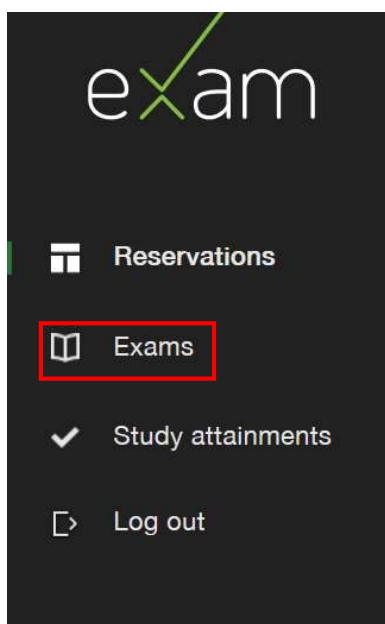 exam
Reservations
Exams
Study attainments
Log out